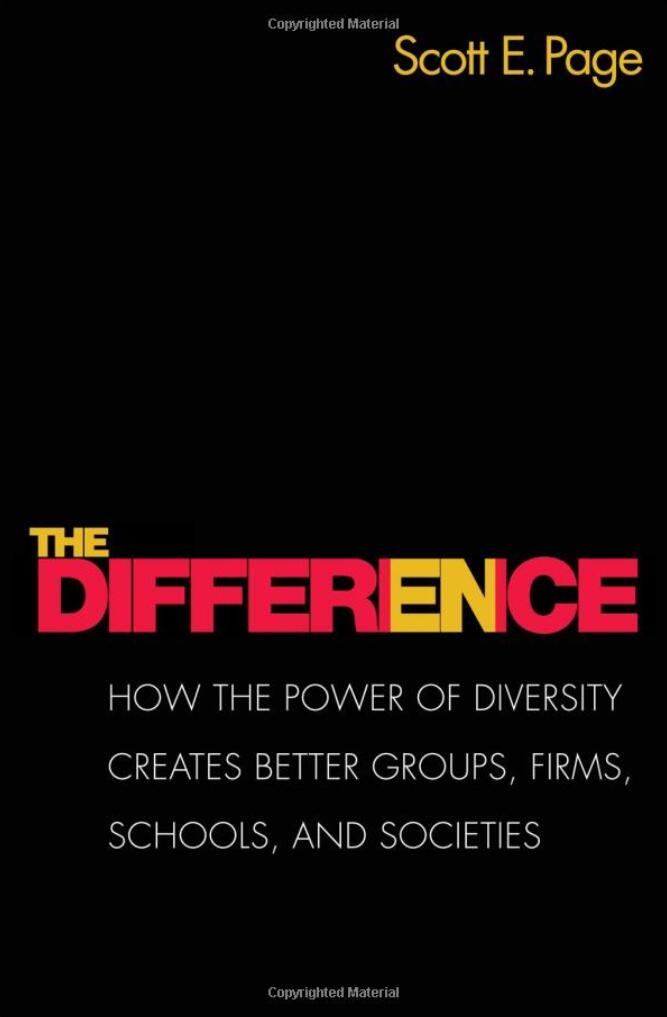 Copyrighted Material
Scott E. Page
THE
DIFFERENCE
HOW THE POWER OF DIVERSITY
CREATES BETTER GROUPS, FIRMS,
SCHOOLS, AND SOCIETIES
Copyrighted Material